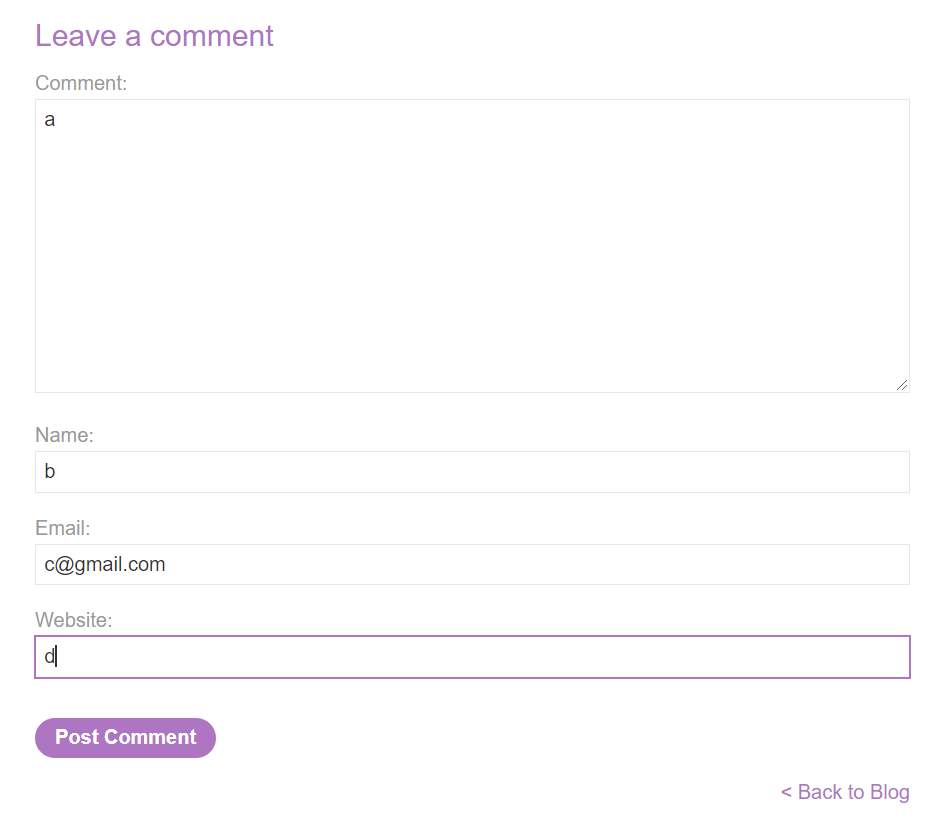 Leave a comment
Comment:
a
Name:
b
Email:
c@gmail.com
Website:
d
Post Comment
< Back to Blog